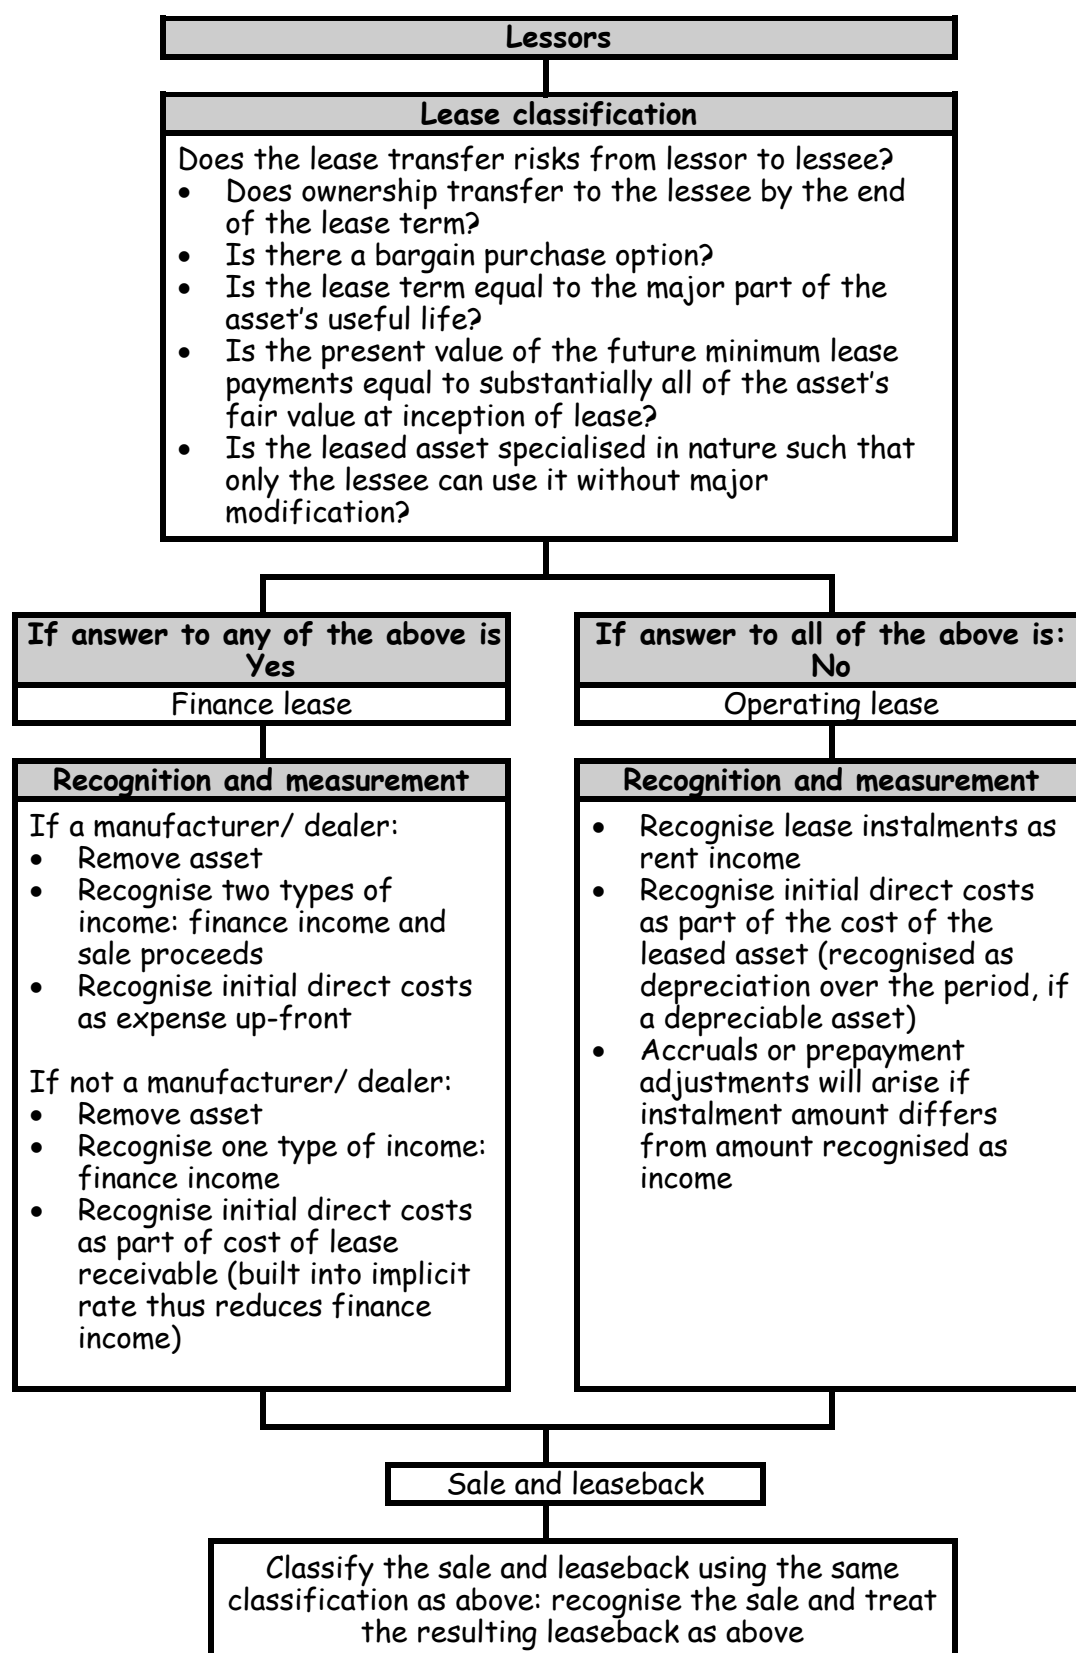 Lessors
Lease classification
Does the lease transfer risks from lessor to lessee?
• Does ownership transfer to the lessee by the end
of the lease term?
• Is there a bargain purchase option?
• Is the lease term equal to the major part of the
asset's useful life?
• Is the present value of the future minimum lease
payments equal to substantially all of the asset's
fair value at inception of lease?
• Is the leased asset specialised in nature such that
only the lessee can use it without major
modification?
If answer to any of the above is
Yes
Finance lease
Recognition and measurement
If a manufacturer/ dealer:
• Remove asset
• Recognise two types of
income: finance income and
sale proceeds
• Recognise initial direct costs
as expense up-front
If not a manufacturer/ dealer:
• Remove asset
• Recognise one type of income:
finance income
• Recognise initial direct costs
as part of cost of lease
receivable (built into implicit
rate thus reduces finance
income)
If answer to all of the above is:
No
Operating lease
Recognition and measurement
• Recognise lease instalments as
rent income
• Recognise initial direct costs
as part of the cost of the
leased asset (recognised as
depreciation over the period, if
a depreciable asset)
• Accruals or prepayment
adjustments will arise if
instalment amount differs
from amount recognised as
income
Sale and leaseback
Classify the sale and leaseback using the same
classification as above: recognise the sale and treat
the resulting leaseback as above